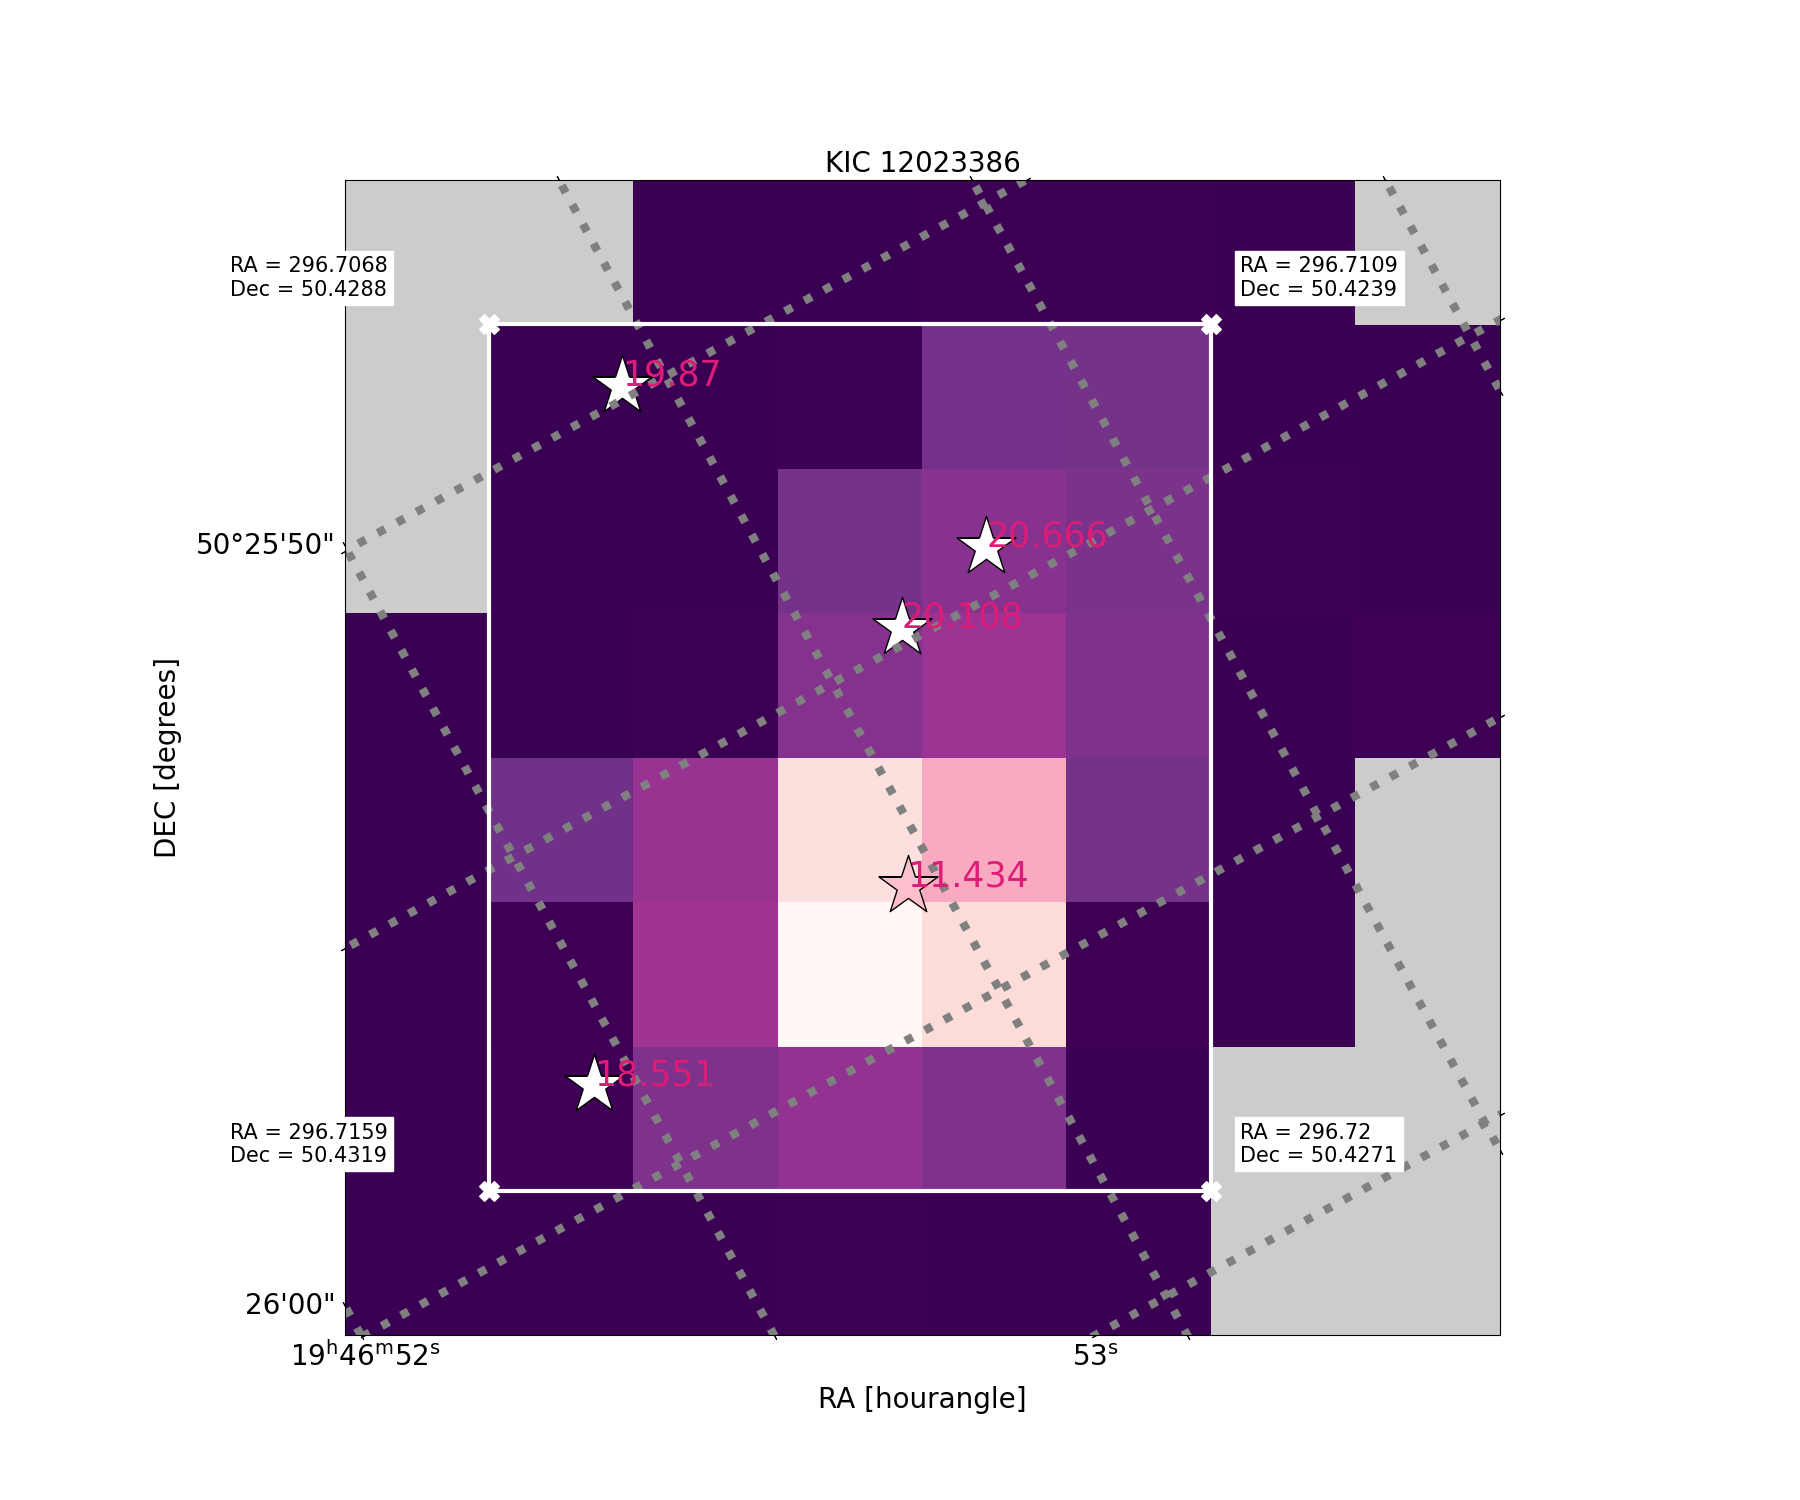 KIC 12023386
RA = 296.7068
Dec = 50.4288
RA = 296.7109
Dec = 50.4239
19.87
20.666
50°25'50"
20.108
DEC [degrees]
11.434
18.551
RA = 296.7159
Dec = 50.4319
RA = 296.72
Dec = 50.4271
26'00"
19ʰ46ᵐ52ˢ
53ˢ
RA [hourangle]